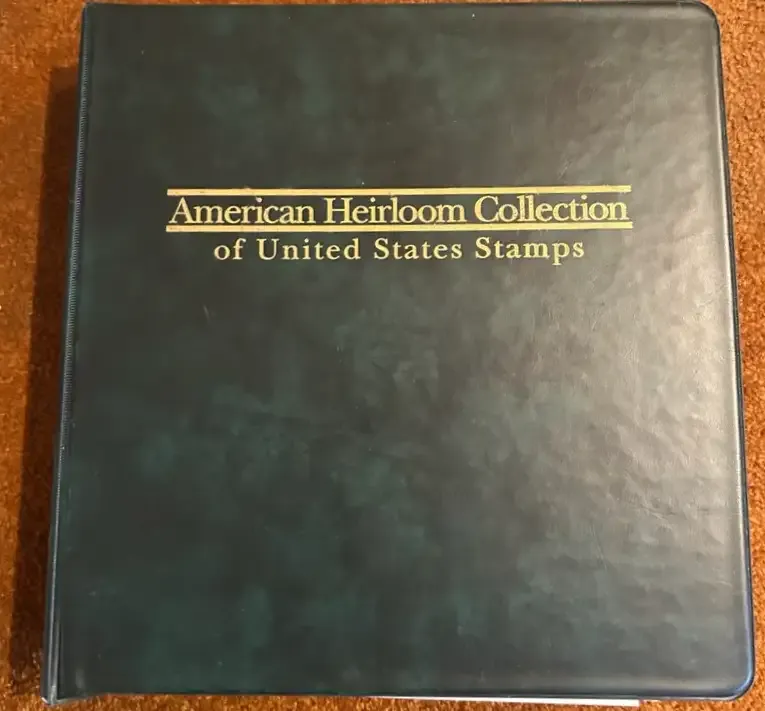 American Heirloom Collection
of United States Stamps